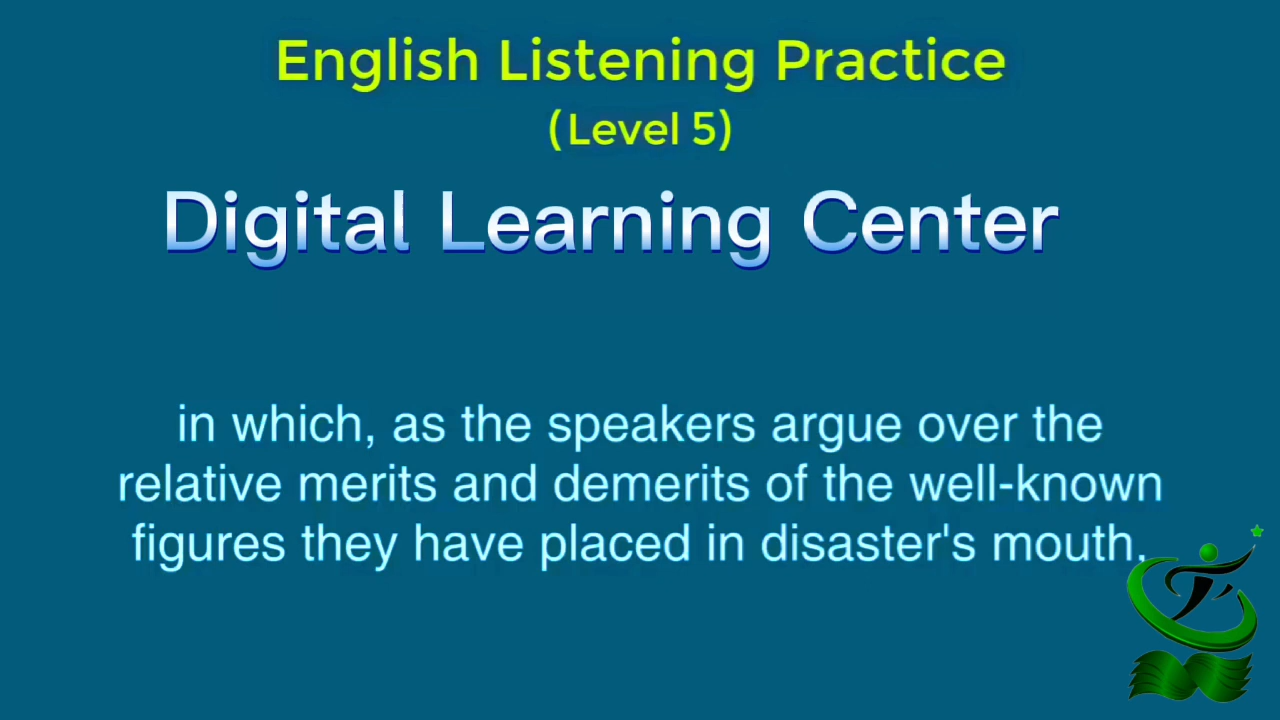 English Listening Practice
(Level 5)
Digital Learning Center
in which, as the speakers argue over the
relative merits and demerits of the well-known
figures they have placed in disaster's mouth,